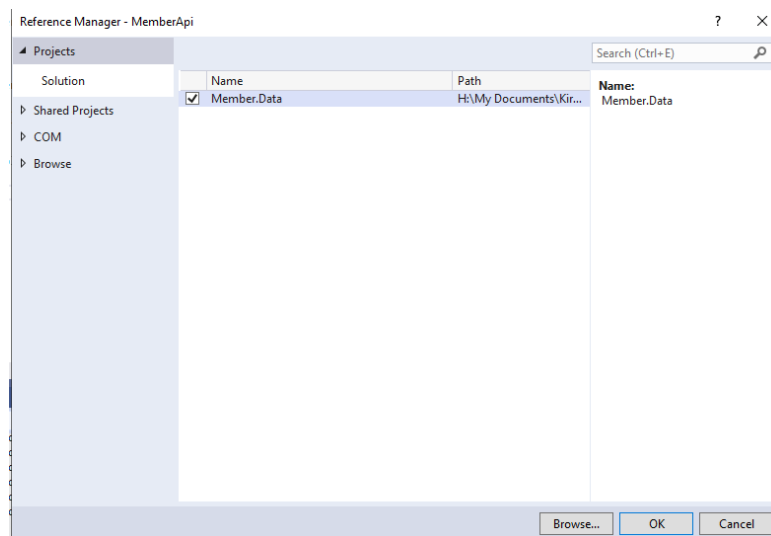 Reference Manager - MemberApi
Projects
Search (Ctrl+E)
Solution
Shared Projects
COM
Browse
Name Path
Member.Data H:\My Documents\Kir...
Name:
Member.Data
Browse... OK Cancel